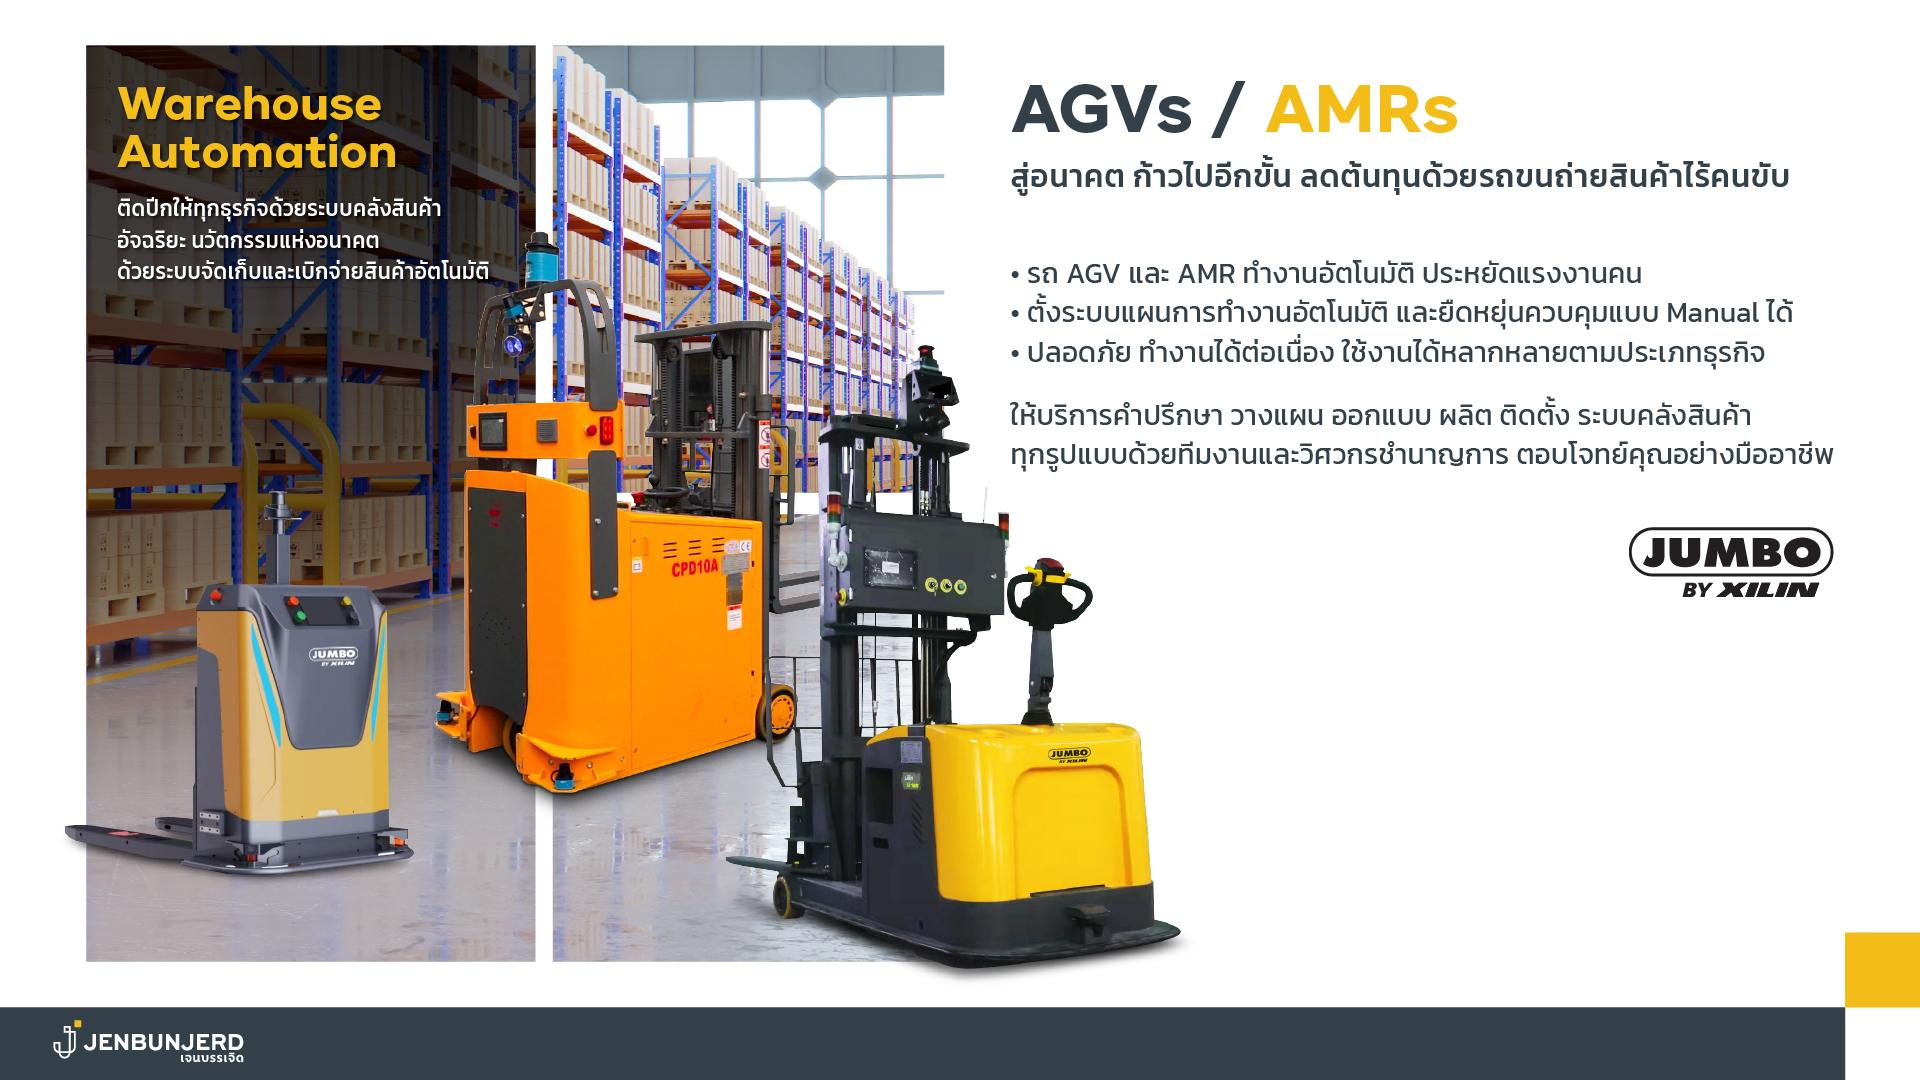 Warehouse
Automation
ติดปีกให้ทุกธุรกิจด้วยระบบคลังสินค้า
อัจฉริยะ นวัตกรรมแห่งอนาคต
ด้วยระบบจัดเก็บและเบิกจ่ายสินค้าอัตโนมัติ
AGVs / AMRs
สู่อนาคต ก้าวไปอีกขั้น ลดต้นทุนด้วยรถขนถ่ายสินค้าไร้คนขับ
• รถ AGV และ AMR ทำงานอัตโนมัติ ประหยัดแรงงานคน
• ตั้งระบบแผนการทำงานอัตโนมัติ และยืดหยุ่นควบคุมแบบ Manual ได้
• ปลอดภัย ทำงานได้ต่อเนื่อง ใช้งานได้หลากหลายตามประเภทธุรกิจ
ให้บริการคำปรึกษา วางแผน ออกแบบ ผลิต ติดตั้ง ระบบคลังสินค้า
ทุกรูปแบบด้วยทีมงานและวิศวกรชำนาญการ ตอบโจทย์คุณอย่างมืออาชีพ
JUMBO
BY XILIN
CPD10A
CE
JUMBO
BY XILIN
JUMBO
BY XILIN
JENBUNJERD
เจนบรรเจิด